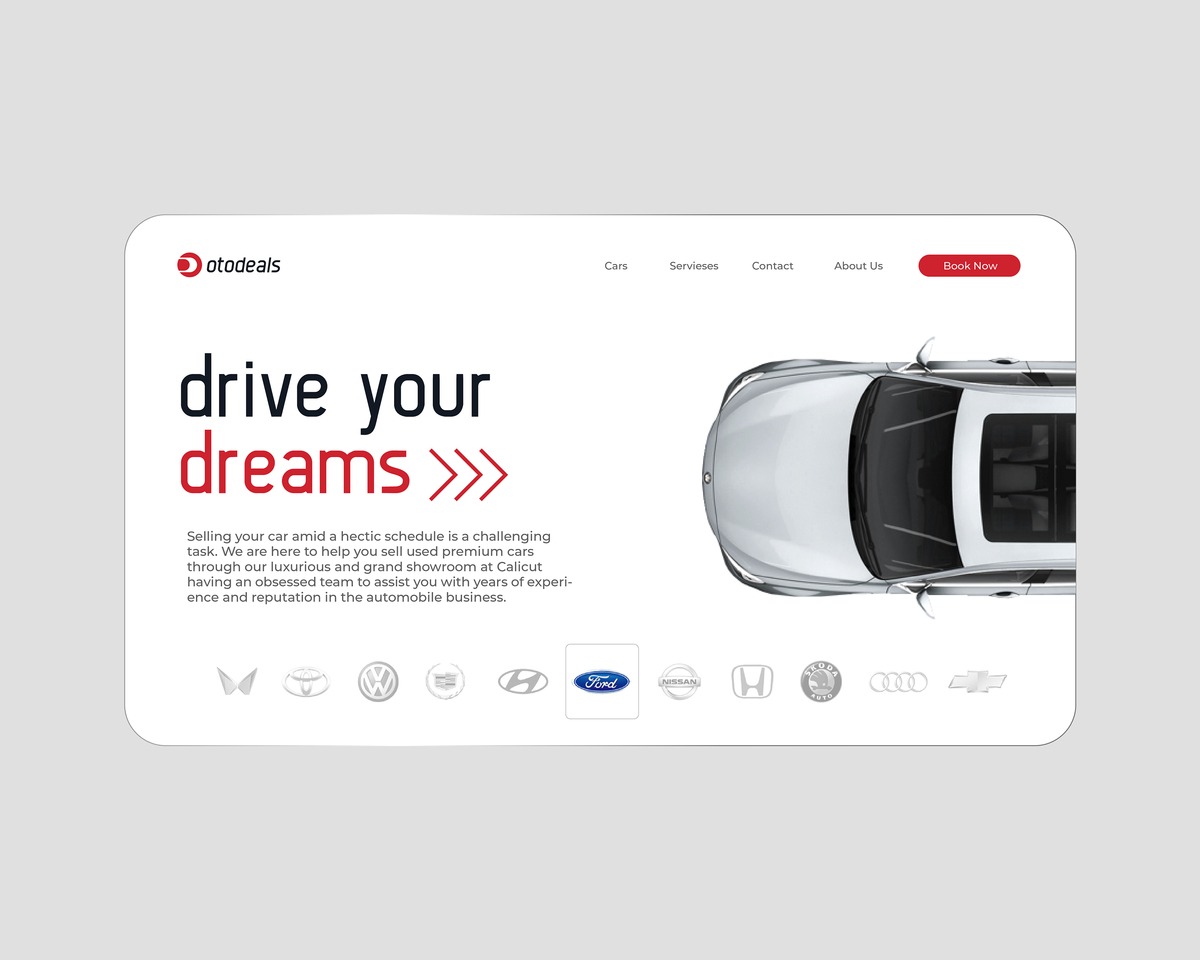 otodeals
Cars Servieses Contact About Us Book Now
drive your
dreams
Selling your car amid a hectic schedule is a challenging
task. We are here to help you sell used premium cars
through our luxurious and grand showroom at Calicut
having an obsessed team to assist you with years of experi-
ence and reputation in the automobile business.
Ford NISSAN ŠKODA AUTO